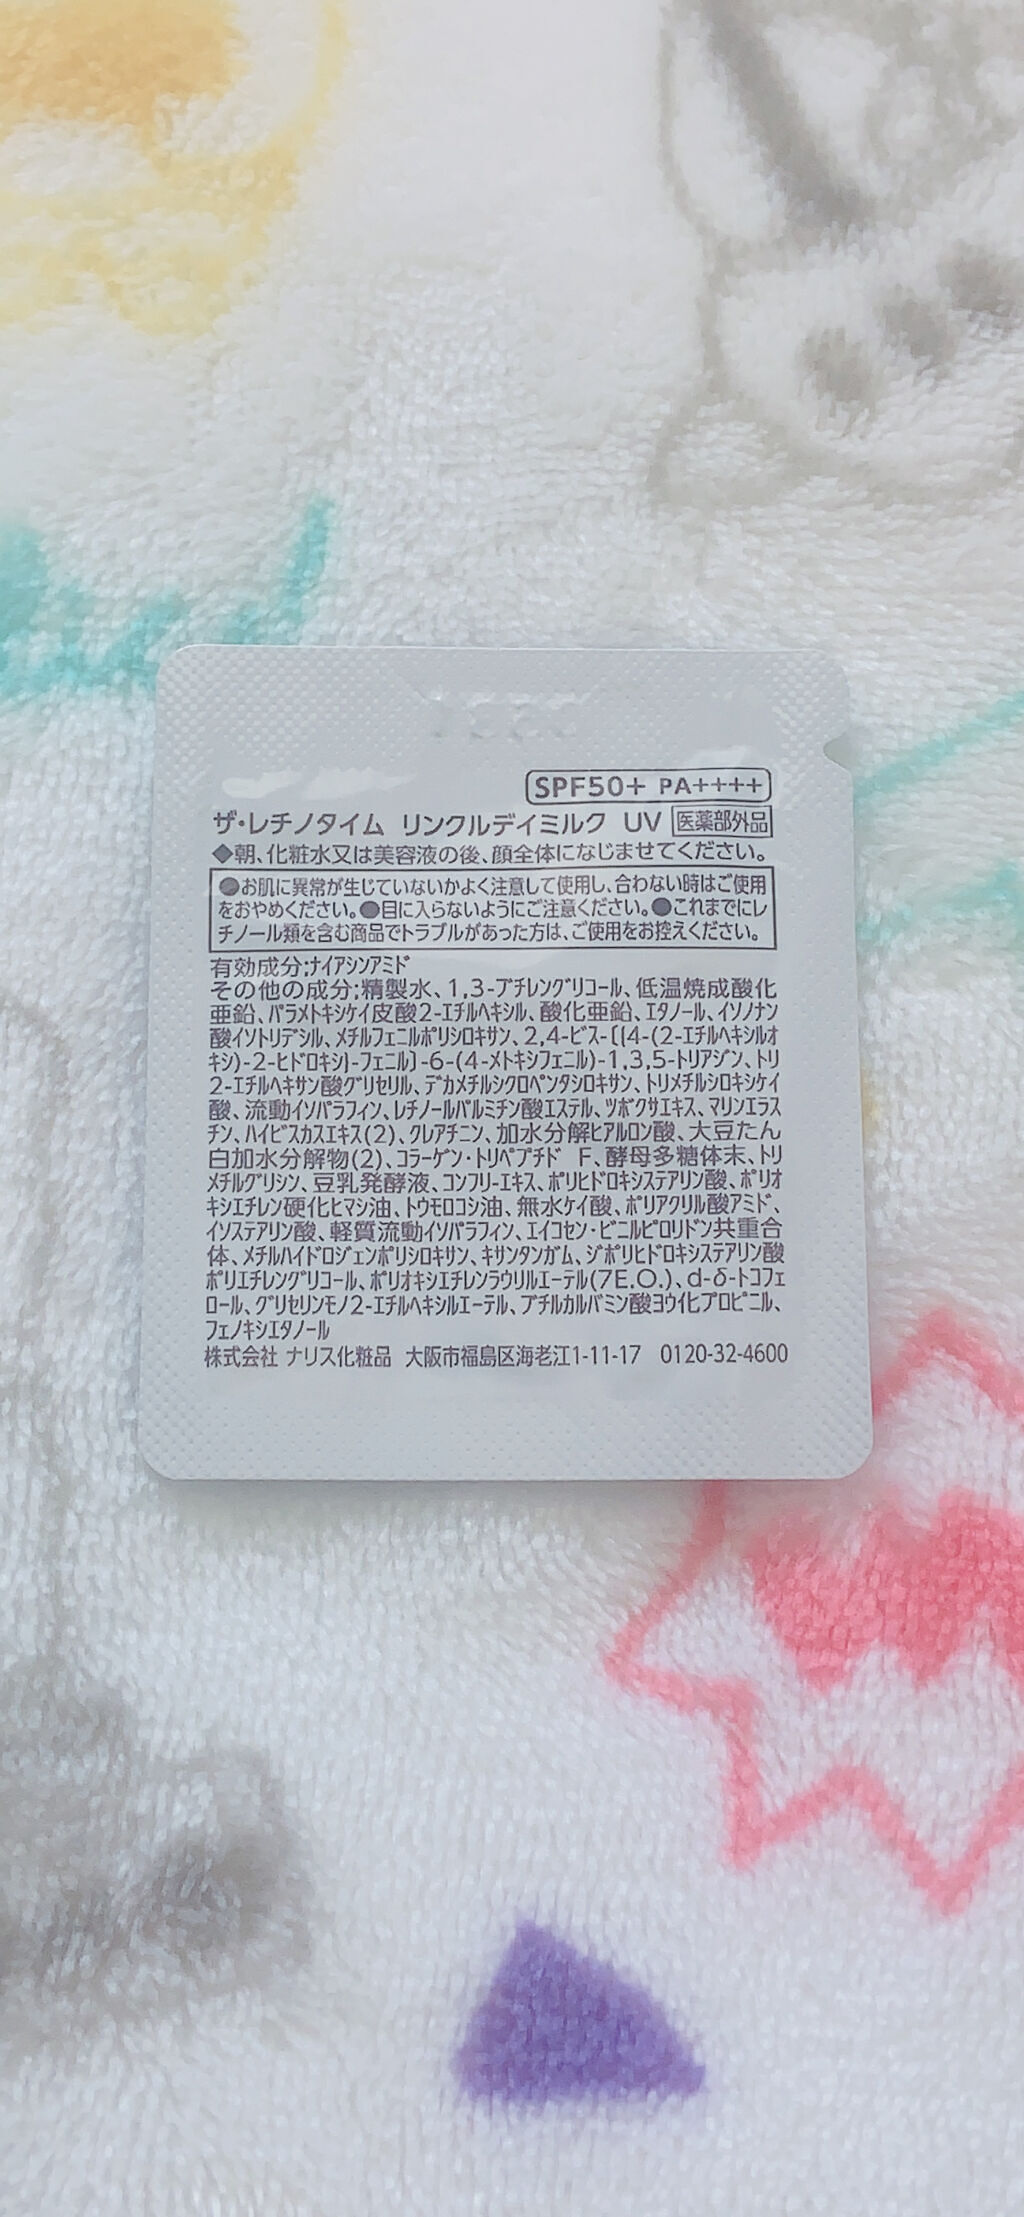 SPF50+ PA++++
ザ・レチノタイム リンクルデイミルク UV 医薬部外品
◆朝、化粧水又は美容液の後、顔全体になじませてください。
●お肌に異常が生じていないかよく注意して使用し、合わない時はご使用
をおやめください。●目に入らないようにご注意ください。●これまでにレ
チノール類を含む商品でトラブルがあった方は、ご使用をお控えください。
有効成分;ﾅｲｱｼﾝｱﾐﾄﾞ
その他の成分;精製水、1,3-ﾌﾞﾁﾚﾝｸﾞﾘｺｰﾙ、低温焼成酸化
亜鉛、ﾊﾟﾗﾒﾄｷｼｹｲ皮酸2-ｴﾁﾙﾍｷｼﾙ、酸化亜鉛、ｴﾀﾉｰﾙ、ｲｿﾉﾅﾝ
酸ｲｿﾄﾘﾃﾞｼﾙ、ﾒﾁﾙﾌｪﾆﾙﾎﾟﾘｼﾛｷｻﾝ、2,4-ﾋﾞｽ-〔{4-(2-ｴﾁﾙﾍｷｼﾙｵ
ｷｼ)-2-ﾋﾄﾞﾛｷｼ}-ﾌｪﾆﾙ〕-6-(4-ﾒﾄｷｼﾌｪﾆﾙ)-1,3,5-ﾄﾘｱｼﾞﾝ、ﾄﾘ
2-ｴﾁﾙﾍｷｻﾝ酸ｸﾞﾘｾﾘﾙ、ﾃﾞｶﾒﾁﾙｼｸﾛﾍﾟﾝﾀｼﾛｷｻﾝ、ﾄﾘﾒﾁﾙｼﾛｷｼｹｲ
酸、流動ｲｿﾊﾟﾗﾌｨﾝ、ﾚﾁﾉｰﾙﾊﾟﾙﾐﾁﾝ酸ｴｽﾃﾙ、ﾂﾎﾞｸｻｴｷｽ、ﾏﾘﾝｴﾗｽ
ﾁﾝ、ﾊｲﾋﾞｽｶｽｴｷｽ(2)、ｸﾚｱﾁﾆﾝ、加水分解ﾋｱﾙﾛﾝ酸、大豆たん
白加水分解物(2)、ｺﾗｰｹﾞﾝ・ﾄﾘﾍﾟﾌﾟﾁﾄﾞ F、酵母多糖体末、ﾄﾘ
ﾒﾁﾙｸﾞﾘｼﾝ、豆乳発酵液、ｺﾝﾌﾘｰｴｷｽ、ﾎﾟﾘﾋﾄﾞﾛｷｼｽﾃｱﾘﾝ酸、ﾎﾟﾘｵ
ｷｼｴﾁﾚﾝ硬化ﾋﾏｼ油、ﾄｳﾓﾛｺｼ油、無水ｹｲ酸、ﾎﾟﾘｱｸﾘﾙ酸ｱﾐﾄﾞ、
ｲｿｽﾃｱﾘﾝ酸、軽質流動ｲｿﾊﾟﾗﾌｨﾝ、ｴｲｺｾﾝ・ﾋﾞﾆﾙﾋﾟﾛﾘﾄﾞﾝ共重合
体、ﾒﾁﾙﾊｲﾄﾞﾛｼﾞｪﾝﾎﾟﾘｼﾛｷｻﾝ、ｷｻﾝﾀﾝｶﾞﾑ、ｼﾞﾎﾟﾘﾋﾄﾞﾛｷｼｽﾃｱﾘﾝ酸
ﾎﾟﾘｴﾁﾚﾝｸﾞﾘｺｰﾙ、ﾎﾟﾘｵｷｼｴﾁﾚﾝﾗｳﾘﾙｴｰﾃﾙ(7E.O.)、d-δ-ﾄｺﾌｪ
ﾛｰﾙ、ｸﾞﾘｾﾘﾝﾓﾉ2-ｴﾁﾙﾍｷｼﾙｴｰﾃﾙ、ﾌﾞﾁﾙｶﾙﾊﾞﾐﾝ酸ﾖｳ化ﾌﾟﾛﾋﾟﾆﾙ、
ﾌｪﾉｷｼｴﾀﾉｰﾙ
株式会社 ナリス化粧品 大阪市福島区海老江1-11-17 0120-32-4600